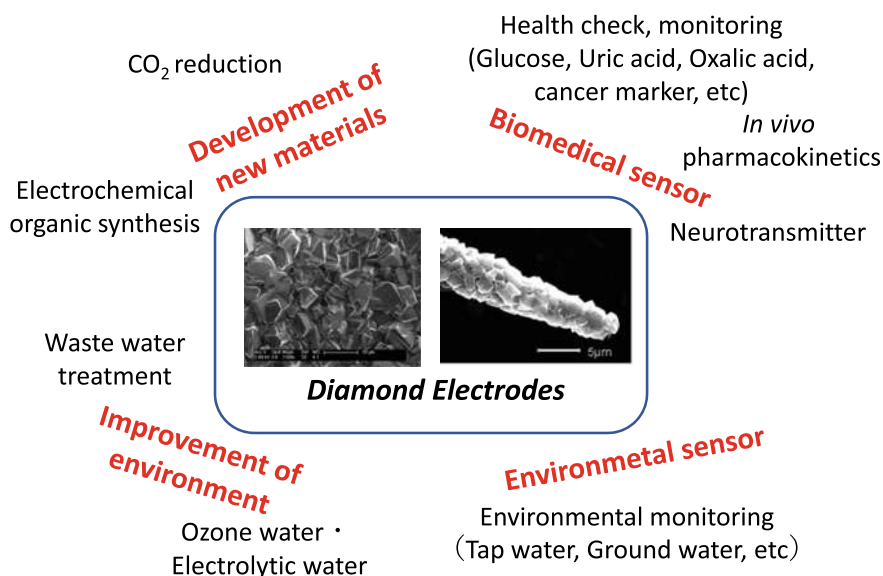 CO₂ reduction
Development of
new materials
Electrochemical
organic synthesis
Health check, monitoring
(Glucose, Uric acid, Oxalic acid,
cancer marker, etc)
Biomedical sensor
In vivo
pharmacokinetics
Neurotransmitter
5μm
Diamond Electrodes
Waste water
treatment
Improvement of
environment
Ozone water・
Electrolytic water
Environmetal sensor
Environmental monitoring
（Tap water, Ground water, etc）